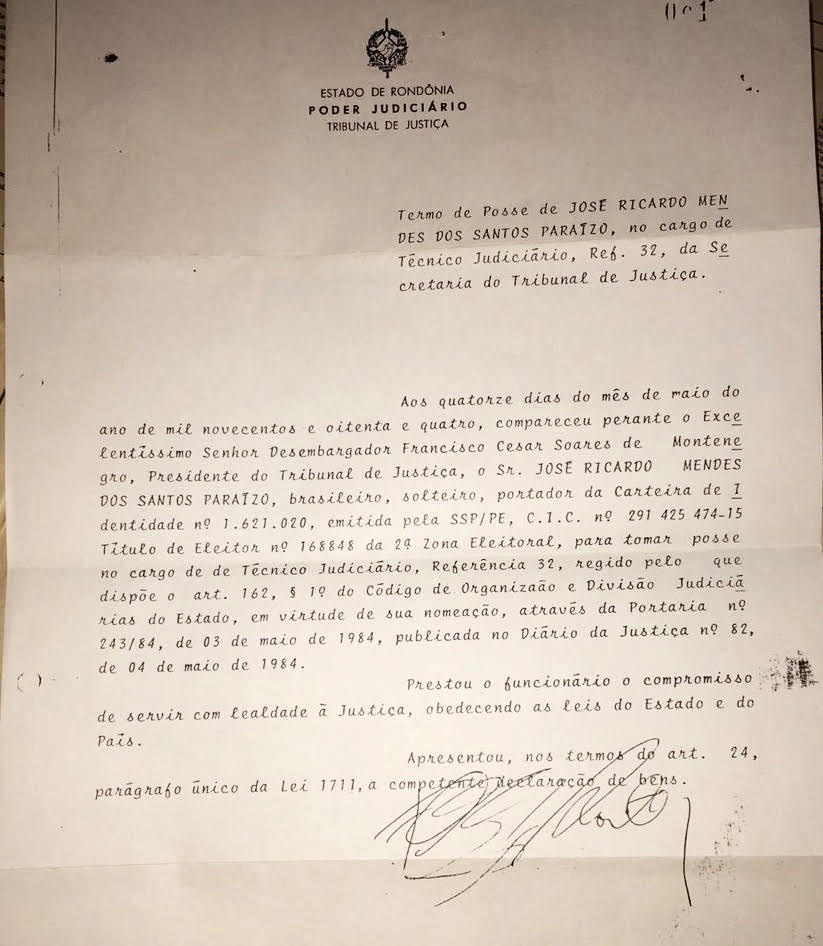 ESTADO DE RONDÔNIA
PODER JUDICIÁRIO
TRIBUNAL DE JUSTIÇA
Termo de Posse de JOSÉ RICARDO MEN
DES DOS SANTOS PARAÍZO, no cargo de
Técnico Judiciário, Ref. 32, da Se
cretaria do Tribunal de Justiça.
Aos quatorze dias do mês de maio do
ano de mil novecentos e oitenta e quatro, compareceu perante o Exce
lentíssimo Senhor Desembargador Francisco Cesar Soares de Montene
gro, Presidente do Tribunal de Justiça, o Sr. JOSÉ RICARDO MENDES
DOS SANTOS PARAÍZO, brasileiro, solteiro, portador da Carteira de I
dentidade nº 1.621.020, emitida pela SSP/PE, C.I.C. nº 291 425 474-15
Título de Eleitor nº 168848 da 2ª Zona Eleitoral, para tomar posse
no cargo de de Técnico Judiciário, Referência 32, regido pelo que
dispõe o art. 162, § 1º do Código de Organizaão e Divisão Judiciá
rias do Estado, em virtude de sua nomeação, através da Portaria nº
243/84, de 03 de maio de 1984, publicada no Diário da Justiça nº 82,
de 04 de maio de 1984.
Prestou o funcionário o compromisso
de servir com lealdade à Justiça, obedecendo as leis do Estado e do
País.
Apresentou, nos termos do art. 24,
parágrafo único da Lei 1711, a competente declaração de bens.